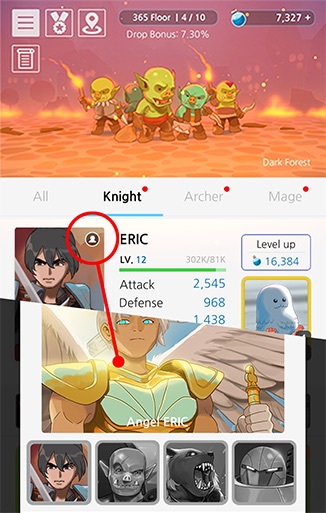 365 Floor | 4 / 10
7,327 +
Drop Bonus: 7.30%
Dark Forest
All
Knight
Archer
Mage
ERIC
LV. 12
302K/81K
Attack
2,545
Defense
968
1,438
Level up
16,384
Angel ERIC